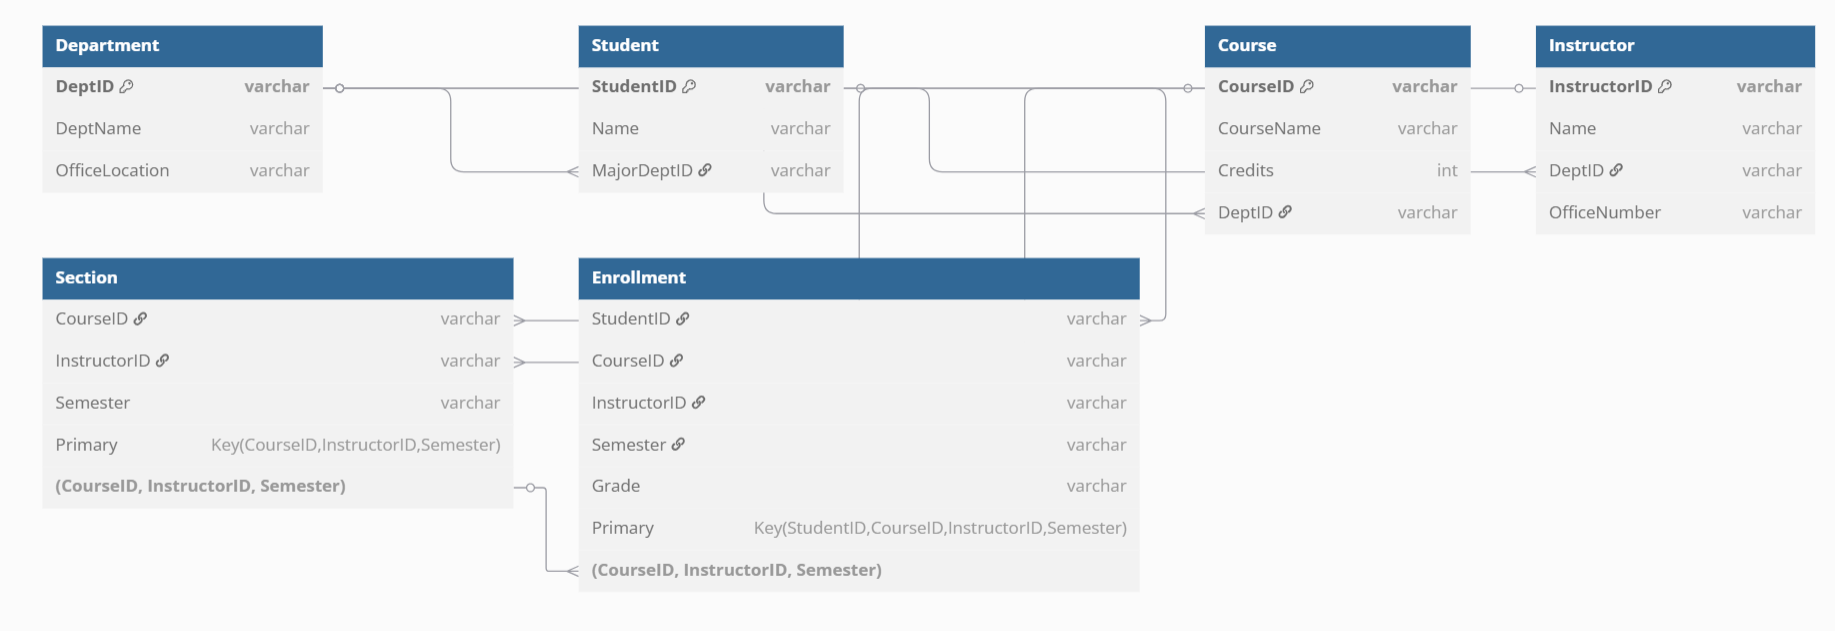 Department
DeptID varchar
DeptName varchar
OfficeLocation varchar
Student
StudentID varchar
Name varchar
MajorDeptID varchar
Course
CourseID varchar
CourseName varchar
Credits int
DeptID varchar
Instructor
InstructorID varchar
Name varchar
DeptID varchar
OfficeNumber varchar
Section
CourseID varchar
InstructorID varchar
Semester varchar
Primary Key(CourseID,InstructorID,Semester)
(CourseID, InstructorID, Semester)
Enrollment
StudentID varchar
CourseID varchar
InstructorID varchar
Semester varchar
Grade varchar
Primary Key(StudentID,CourseID,InstructorID,Semester)
(CourseID, InstructorID, Semester)